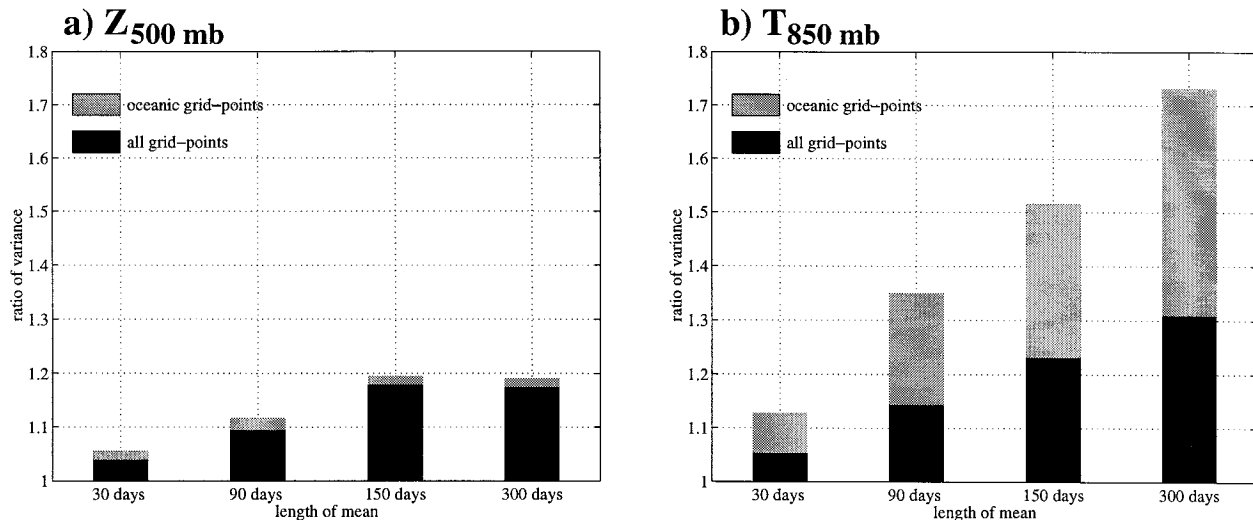 a) Z500 mb
1.8
1.7
1.6
1.5
1.4
1.3
1.2
1.1
1
ratio of variance
oceanic grid-points
all grid-points
30 days
90 days
150 days
300 days
length of mean
b) T850 mb
1.8
1.7
1.6
1.5
1.4
1.3
1.2
1.1
1
ratio of variance
oceanic grid-points
all grid-points
30 days
90 days
150 days
300 days
length of mean